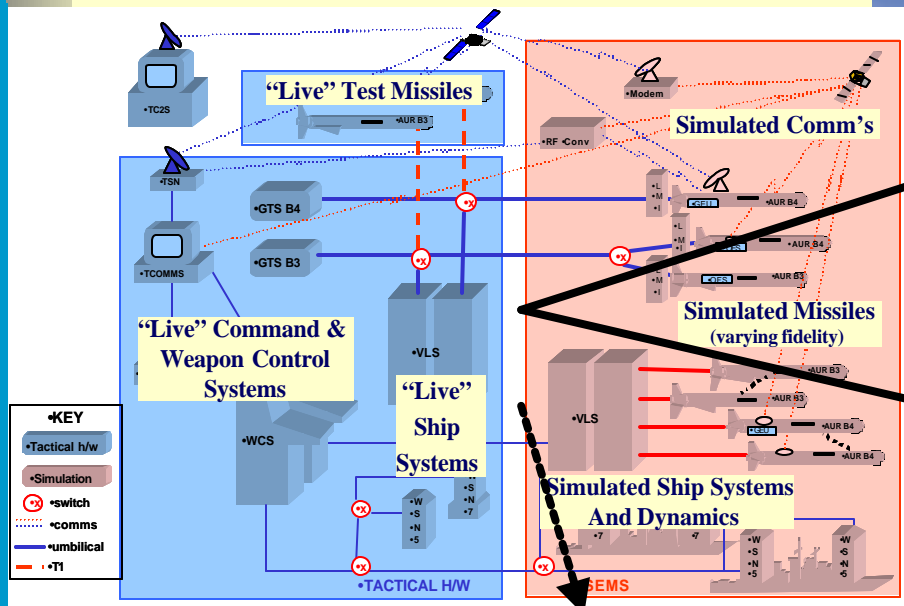 •TC2S
“Live” Test Missiles
•AUR B3
•Modem
•RF Conv
Simulated Comm’s
•TSN
•GTS B4
•GTS B3
•TCOMMS
•x
•x
•x
•L
•M
•I
GEU
•AUR B4
•L
•M
•I
•AUR B4
L
•M
•I
•OES
•AUR B3
Simulated Missiles
(varying fidelity)
“Live” Command &
Weapon Control
Systems
•VLS
“Live”
Ship
Systems
•WCS
•VLS
•AUR B3
•AUR B3
•GEU
•AUR B4
•AUR B4
•KEY
•Tactical h/w
•Simulation
•x
•switch
•comms
•umbilical
•T1
•W
•S
•N
•5
S
•N
•7
•x
•x
•x
Simulated Ship Systems
And Dynamics
•7
•7
•W
•S
•N
•5
•W
•S
•N
•5
•TACTICAL H/W
SEMS